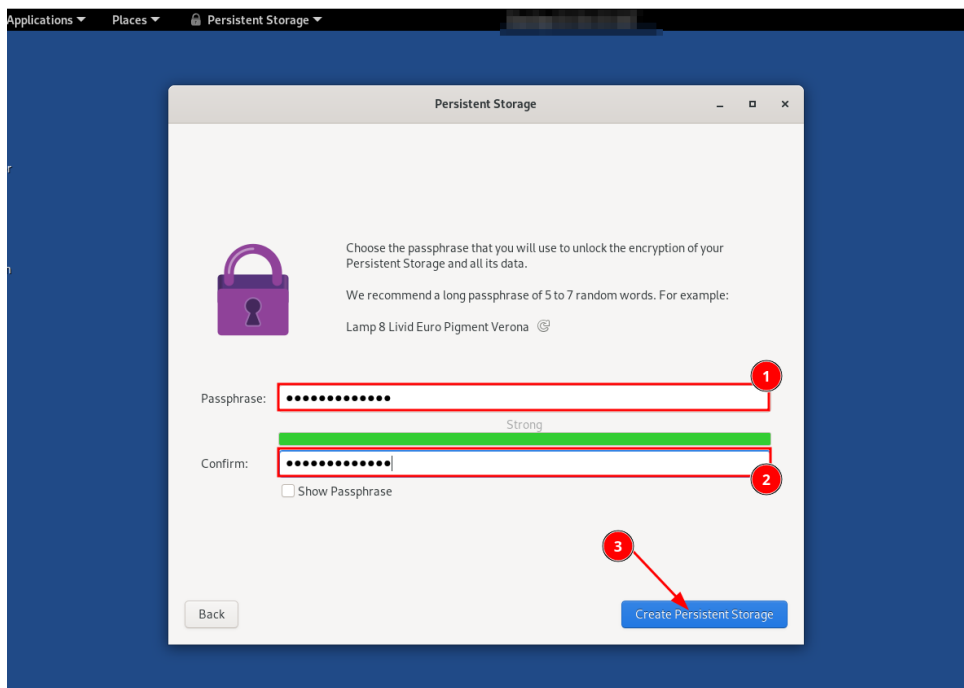 Applications Places Persistent Storage
Persistent Storage
Choose the passphrase that you will use to unlock the encryption of your
Persistent Storage and all its data.
We recommend a long passphrase of 5 to 7 random words. For example:
Lamp 8 Livid Euro Pigment Verona
1
Passphrase:
Strong
Confirm:
2
Show Passphrase
3
Back
Create Persistent Storage